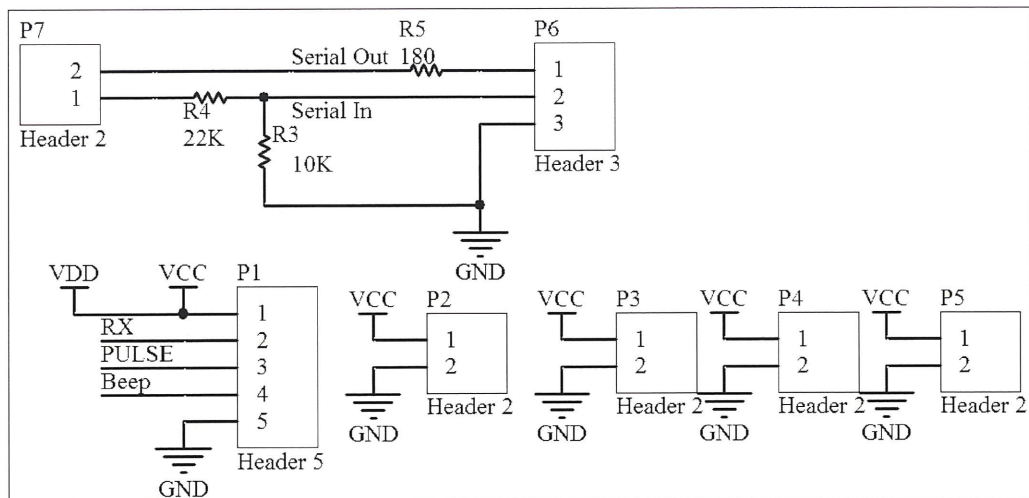 P7
R5
P6
Serial Out 180
2
1
1
2
R4
Serial In
3
Header 2
22K
R3
10K
Header 3
GND
VDD
VCC
P1
1
RX
2
PULSE
3
Beep
4
5
GND
Header 5
VCC
P2
1
2
Header 2
GND
VCC
P3
1
2
Header 2
GND
VCC
P4
1
2
Header 2
GND
VCC
P5
1
2
Header 2
GND